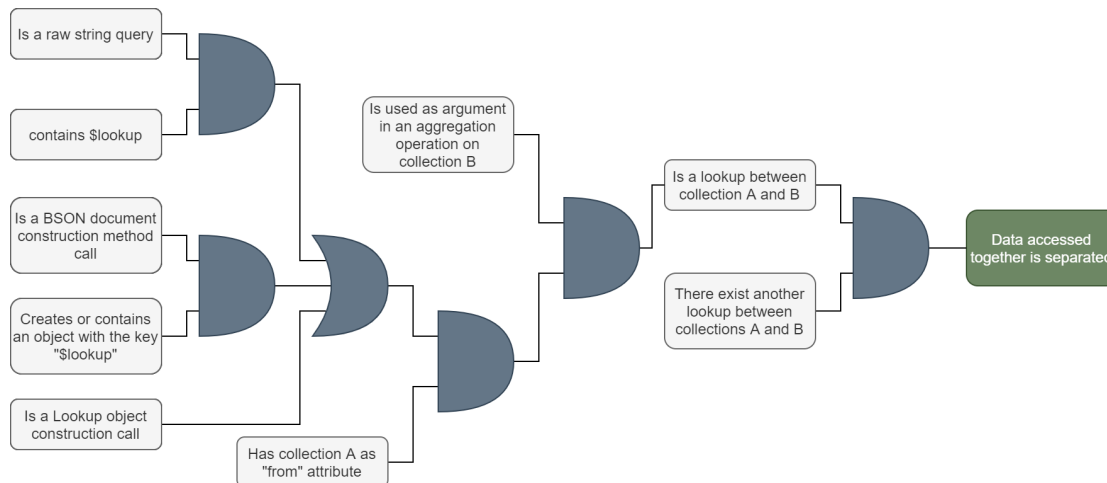 Is a raw string query
contains $lookup
Is a BSON document
construction method
call
Creates or contains
an object with the key
"$lookup"
Is a Lookup object
construction call
Has collection A as
"from" attribute
Is used as argument
in an aggregation
operation on
collection B
Is a lookup between
collection A and B
There exist another
lookup between
collections A and B
Data accessed
together is separated